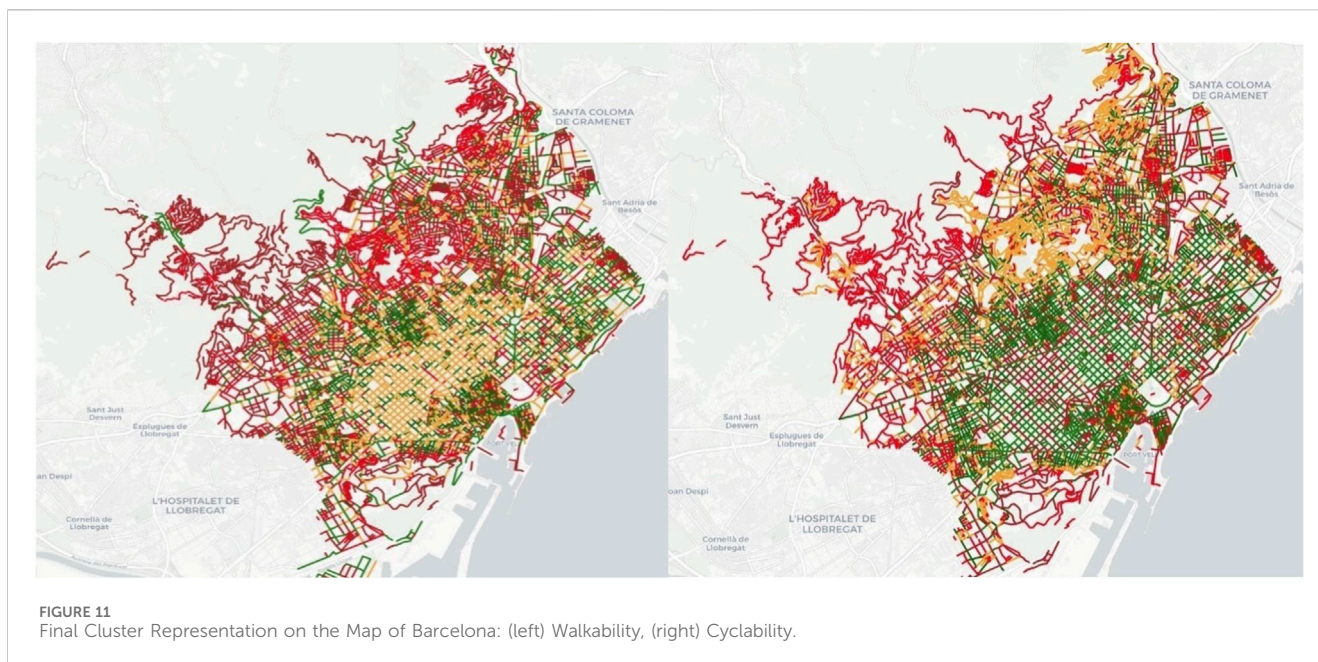 SANTA COLOMA
DE GRAMENET
Sant Adrià de
Besòs
Sant Just
Desvern
Esplugues de
Llobregat
PORT VELL
an Despí
L'HOSPITALET DE
LLOBREGAT
Cornellà de
Llobregat
SANTA COLOMA
DE GRAMENET
Sant Adrià de
Besòs
Sant Just
Desvern
Esplugues de
Llobregat
PORT VELL
oan Despí
L'HOSPITALET DE
LLOBREGAT
Cornellà de
Llobregat
FIGURE 11
Final Cluster Representation on the Map of Barcelona: (left) Walkability, (right) Cyclability.